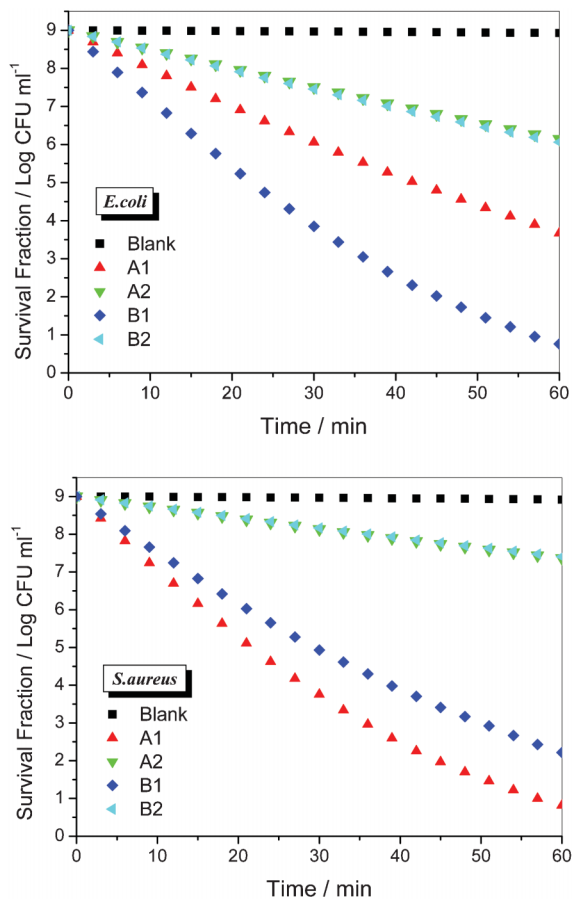 9
8
7
6
5
4
3
2
1
0
Survival Fraction / Log CFU ml⁻¹
E.coli
Blank
A1
A2
B1
B2
0 10 20 30 40 50 60
Time / min
9
8
7
6
5
4
3
2
1
0
Survival Fraction / Log CFU ml⁻¹
S.aureus
Blank
A1
A2
B1
B2
0 10 20 30 40 50 60
Time / min